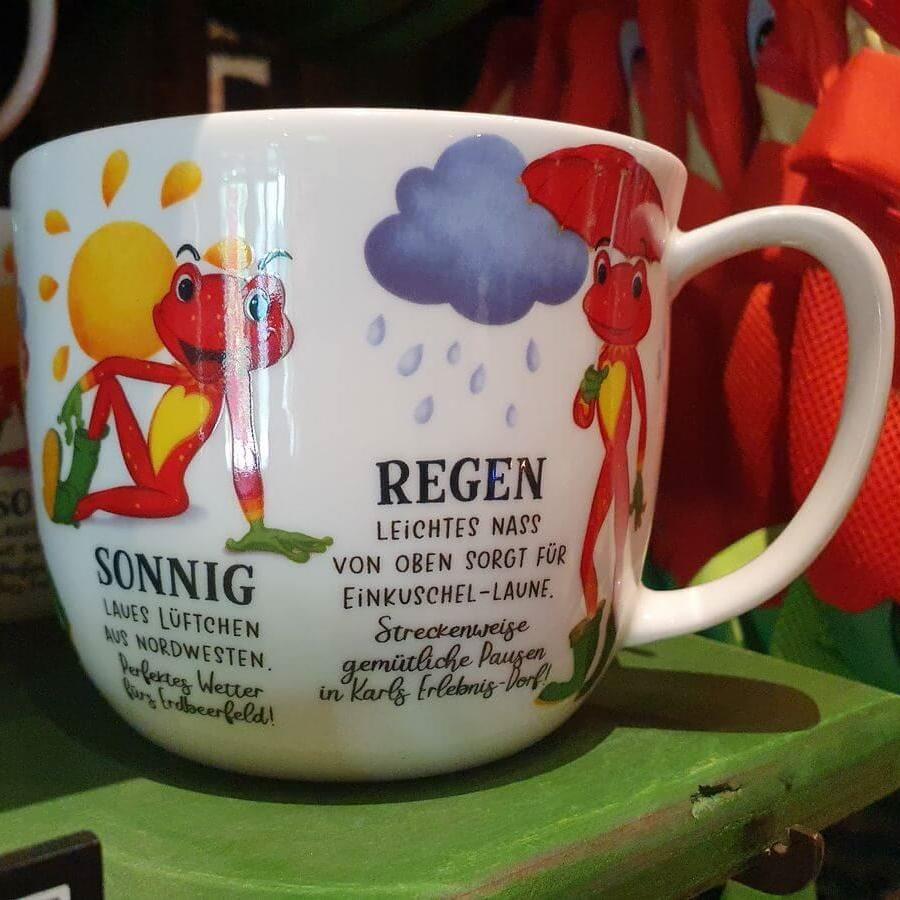 SONNIG
LAUES LÜFTCHEN
AUS NORDWESTEN.
Perfektes Wetter
fürs Erdbeerfeld!
REGEN
LEiCHTES NASS
VON OBEN SORGT FÜR
EiNKUSCHEL-LAUNE.
Streckenweise
gemütliche Pausen
in Karls Erlebnis-Dorf!